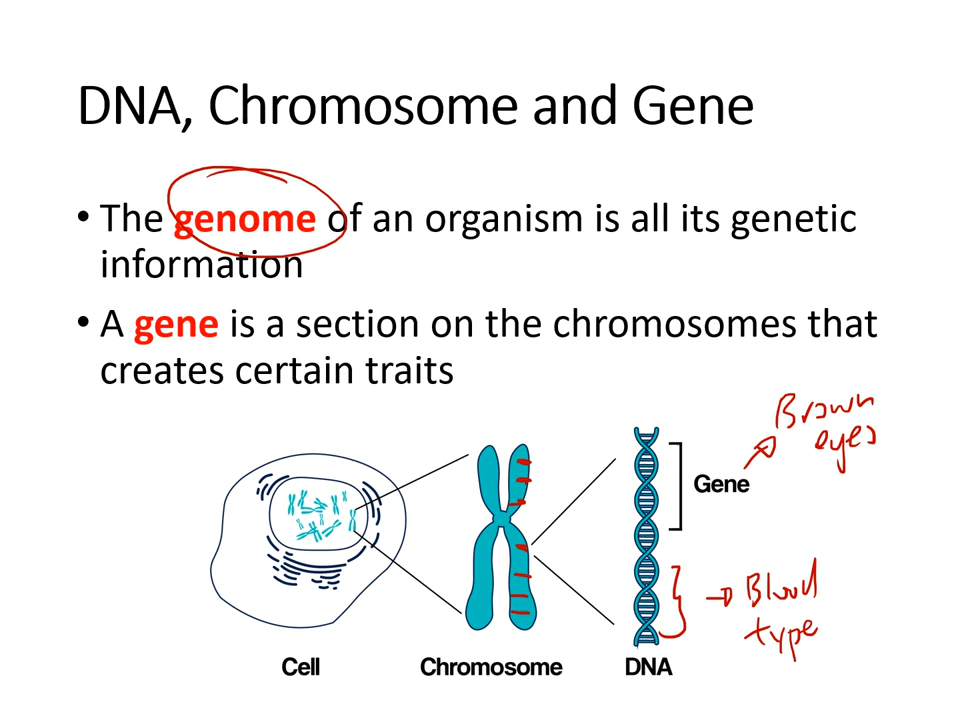 DNA, Chromosome and Gene
• The genome of an organism is all its genetic
information
• A gene is a section on the chromosomes that
creates certain traits
Brown
eyes
Gene
Blood
type
Cell
Chromosome
DNA